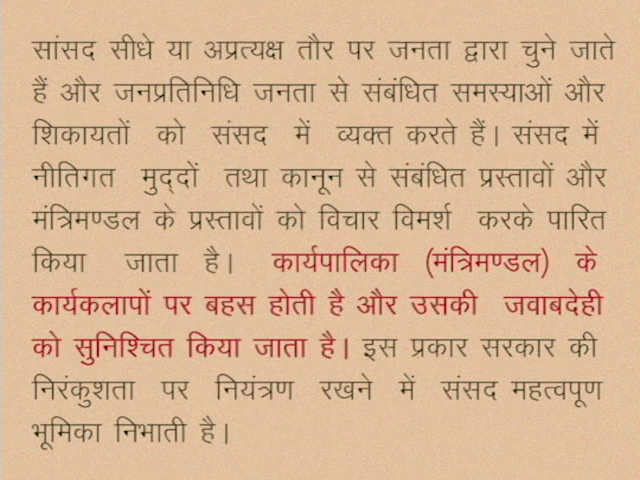 सांसद सीधे या अप्रत्यक्ष तौर पर जनता द्वारा चुने जाते
हैं और जनप्रतिनिधि जनता से संबंधित समस्याओं और
शिकायतों को संसद में व्यक्त करते हैं। संसद में
नीतिगत मुद्‌दों तथा कानून से संबंधित प्रस्तावों और
मंत्रिमण्डल के प्रस्तावों को विचार विमर्श करके पारित
किया जाता है। कार्यपालिका (मंत्रिमण्डल) के
कार्यकलापों पर बहस होती है और उसकी जवाबदेही
को सुनिश्चित किया जाता है। इस प्रकार सरकार की
निरंकुशता पर नियंत्रण रखने में संसद महत्वपूण
भूमिका निभाती है।